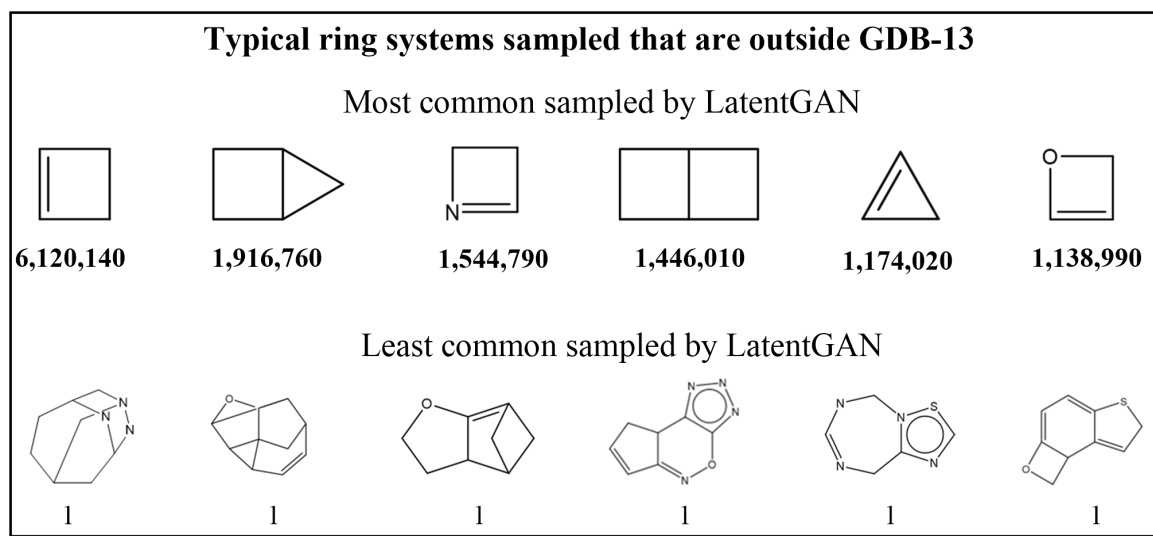 Typical ring systems sampled that are outside GDB-13
Most common sampled by LatentGAN
O
N
6,120,140 1,916,760 1,544,790 1,446,010 1,174,020 1,138,990
Least common sampled by LatentGAN
N N N
O O N N N S
N N N S
O
N N N O
1 1 1 1 1 1